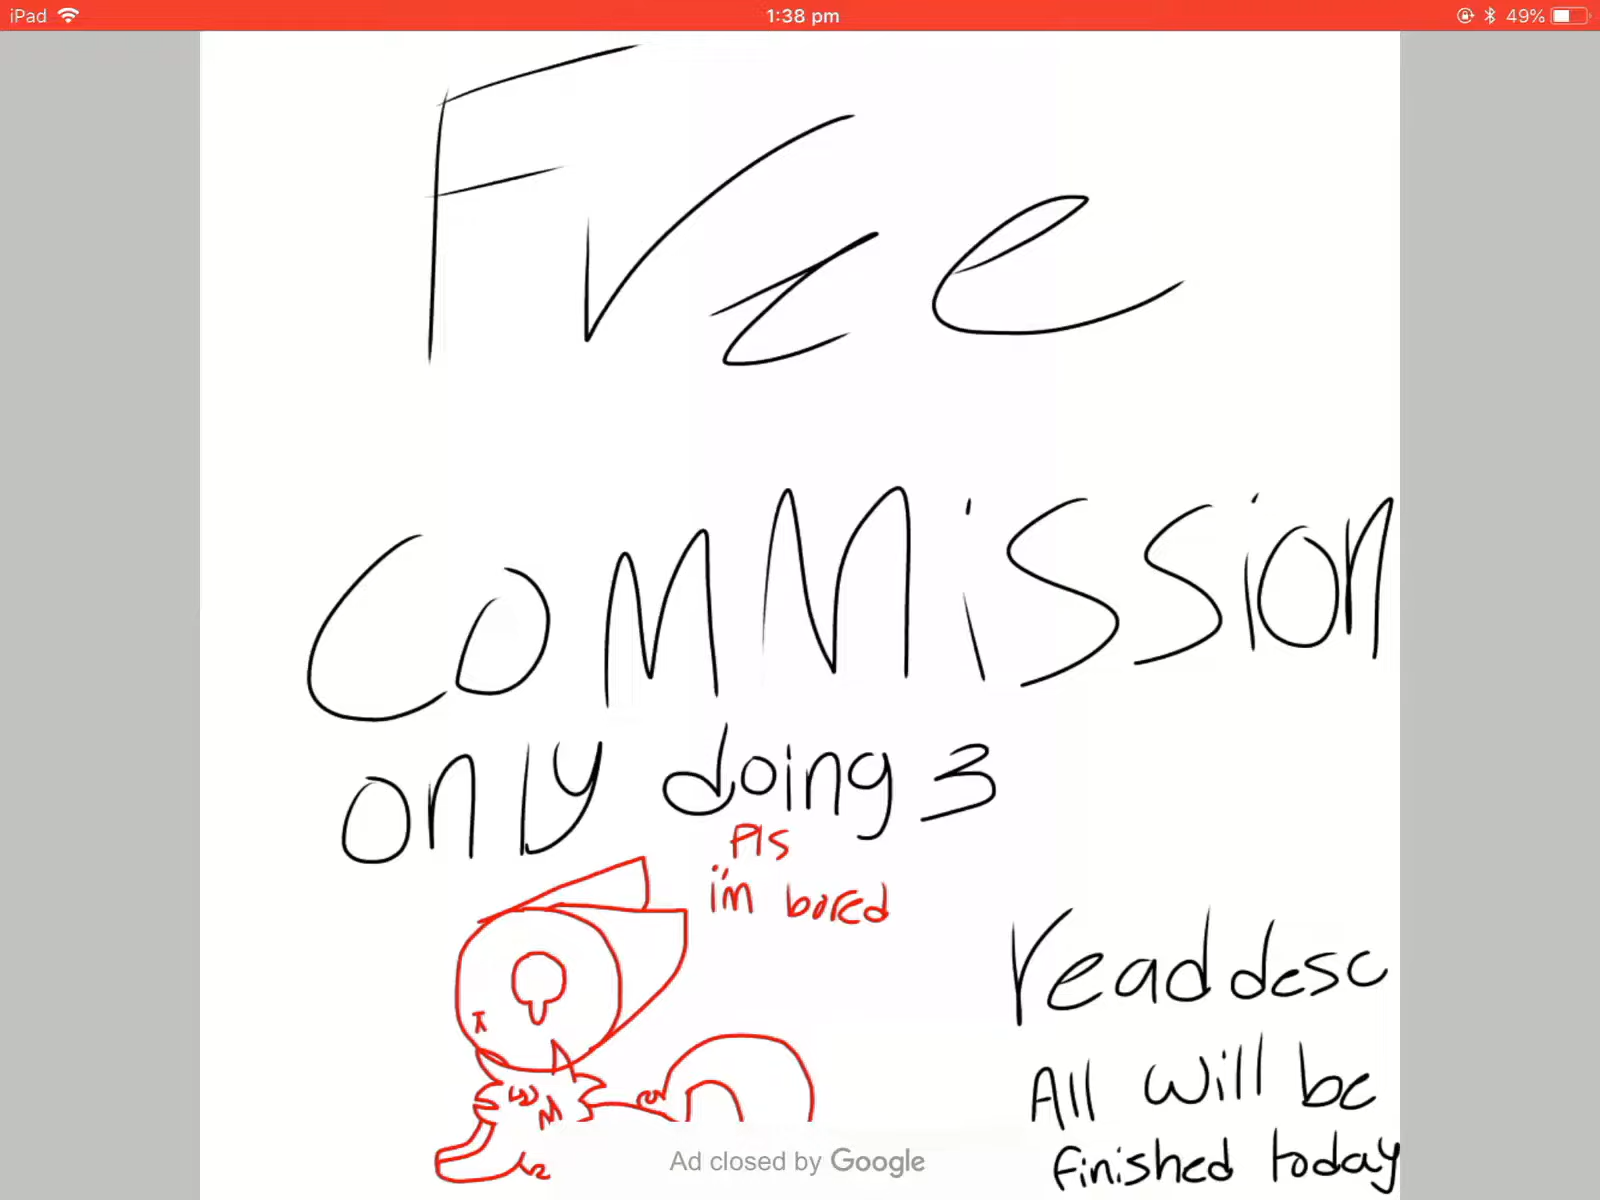 iPad 1:38 pm 49%
Free
commission
only doing 3
Pls
i'm bored
read desc
All will be
finished today
Ad closed by Google